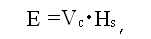 E =Vc·Hs,